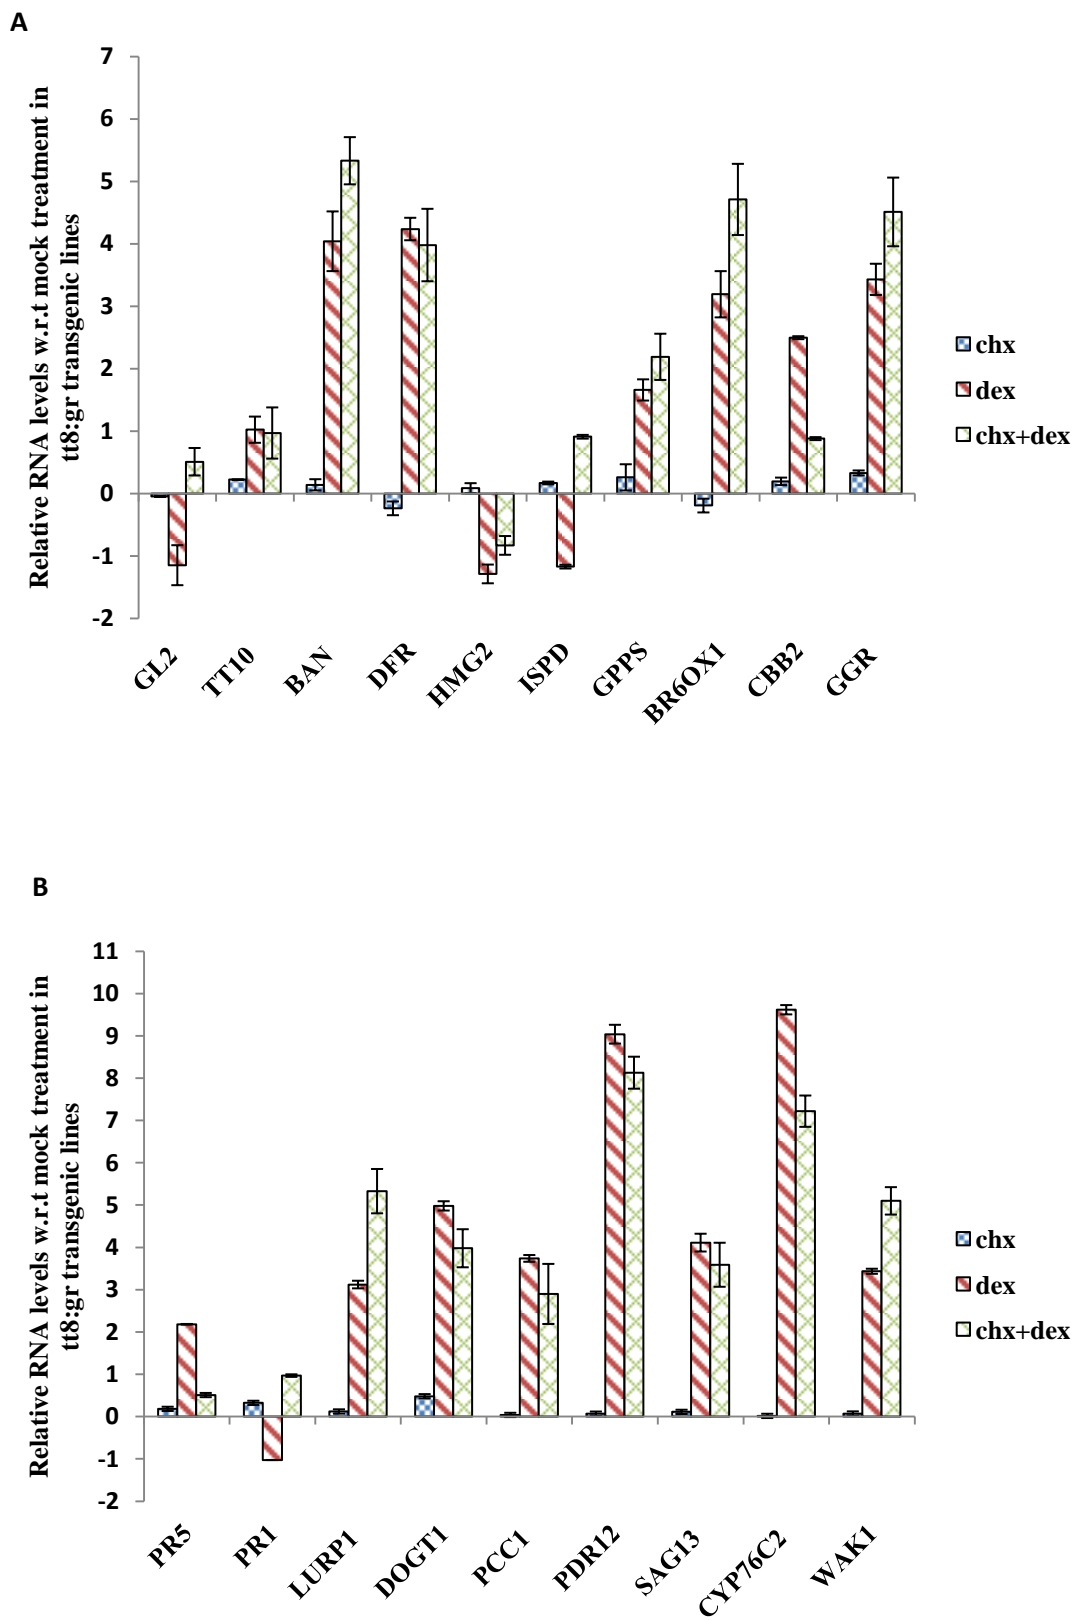 A
Relative RNA levels w.r.t mock treatment in
tt8:gr transgenic lines
7
6
5
4
3
2
1
0
-1
-2
GL2
TT10
BAN
DFR
HMG2
ISPD
GPPS
BR6OX1
CBB2
GGR
chx
dex
chx+dex
B
Relative RNA levels w.r.t mock treatment in
tt8:gr transgenic lines
11
10
9
8
7
6
5
4
3
2
1
0
-1
-2
PR5
PR1
LURP1
DOGT1
PCC1
PDR12
SAG13
CYP76C2
WAK1
chx
dex
chx+dex